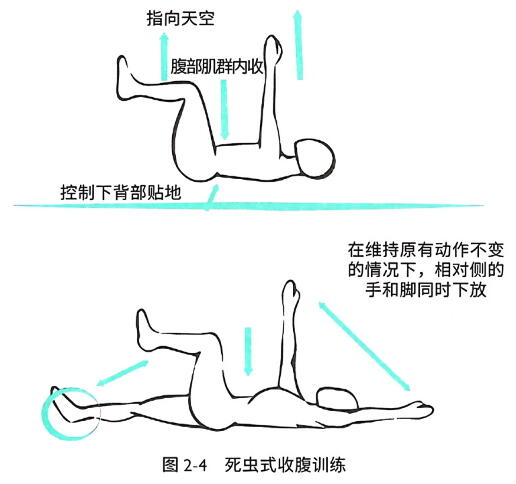 指向天空
腹部肌群内收
控制下背部贴地
在维持原有动作不变
的情况下，相对侧的
手和脚同时下放
图 2-4 死虫式收腹训练